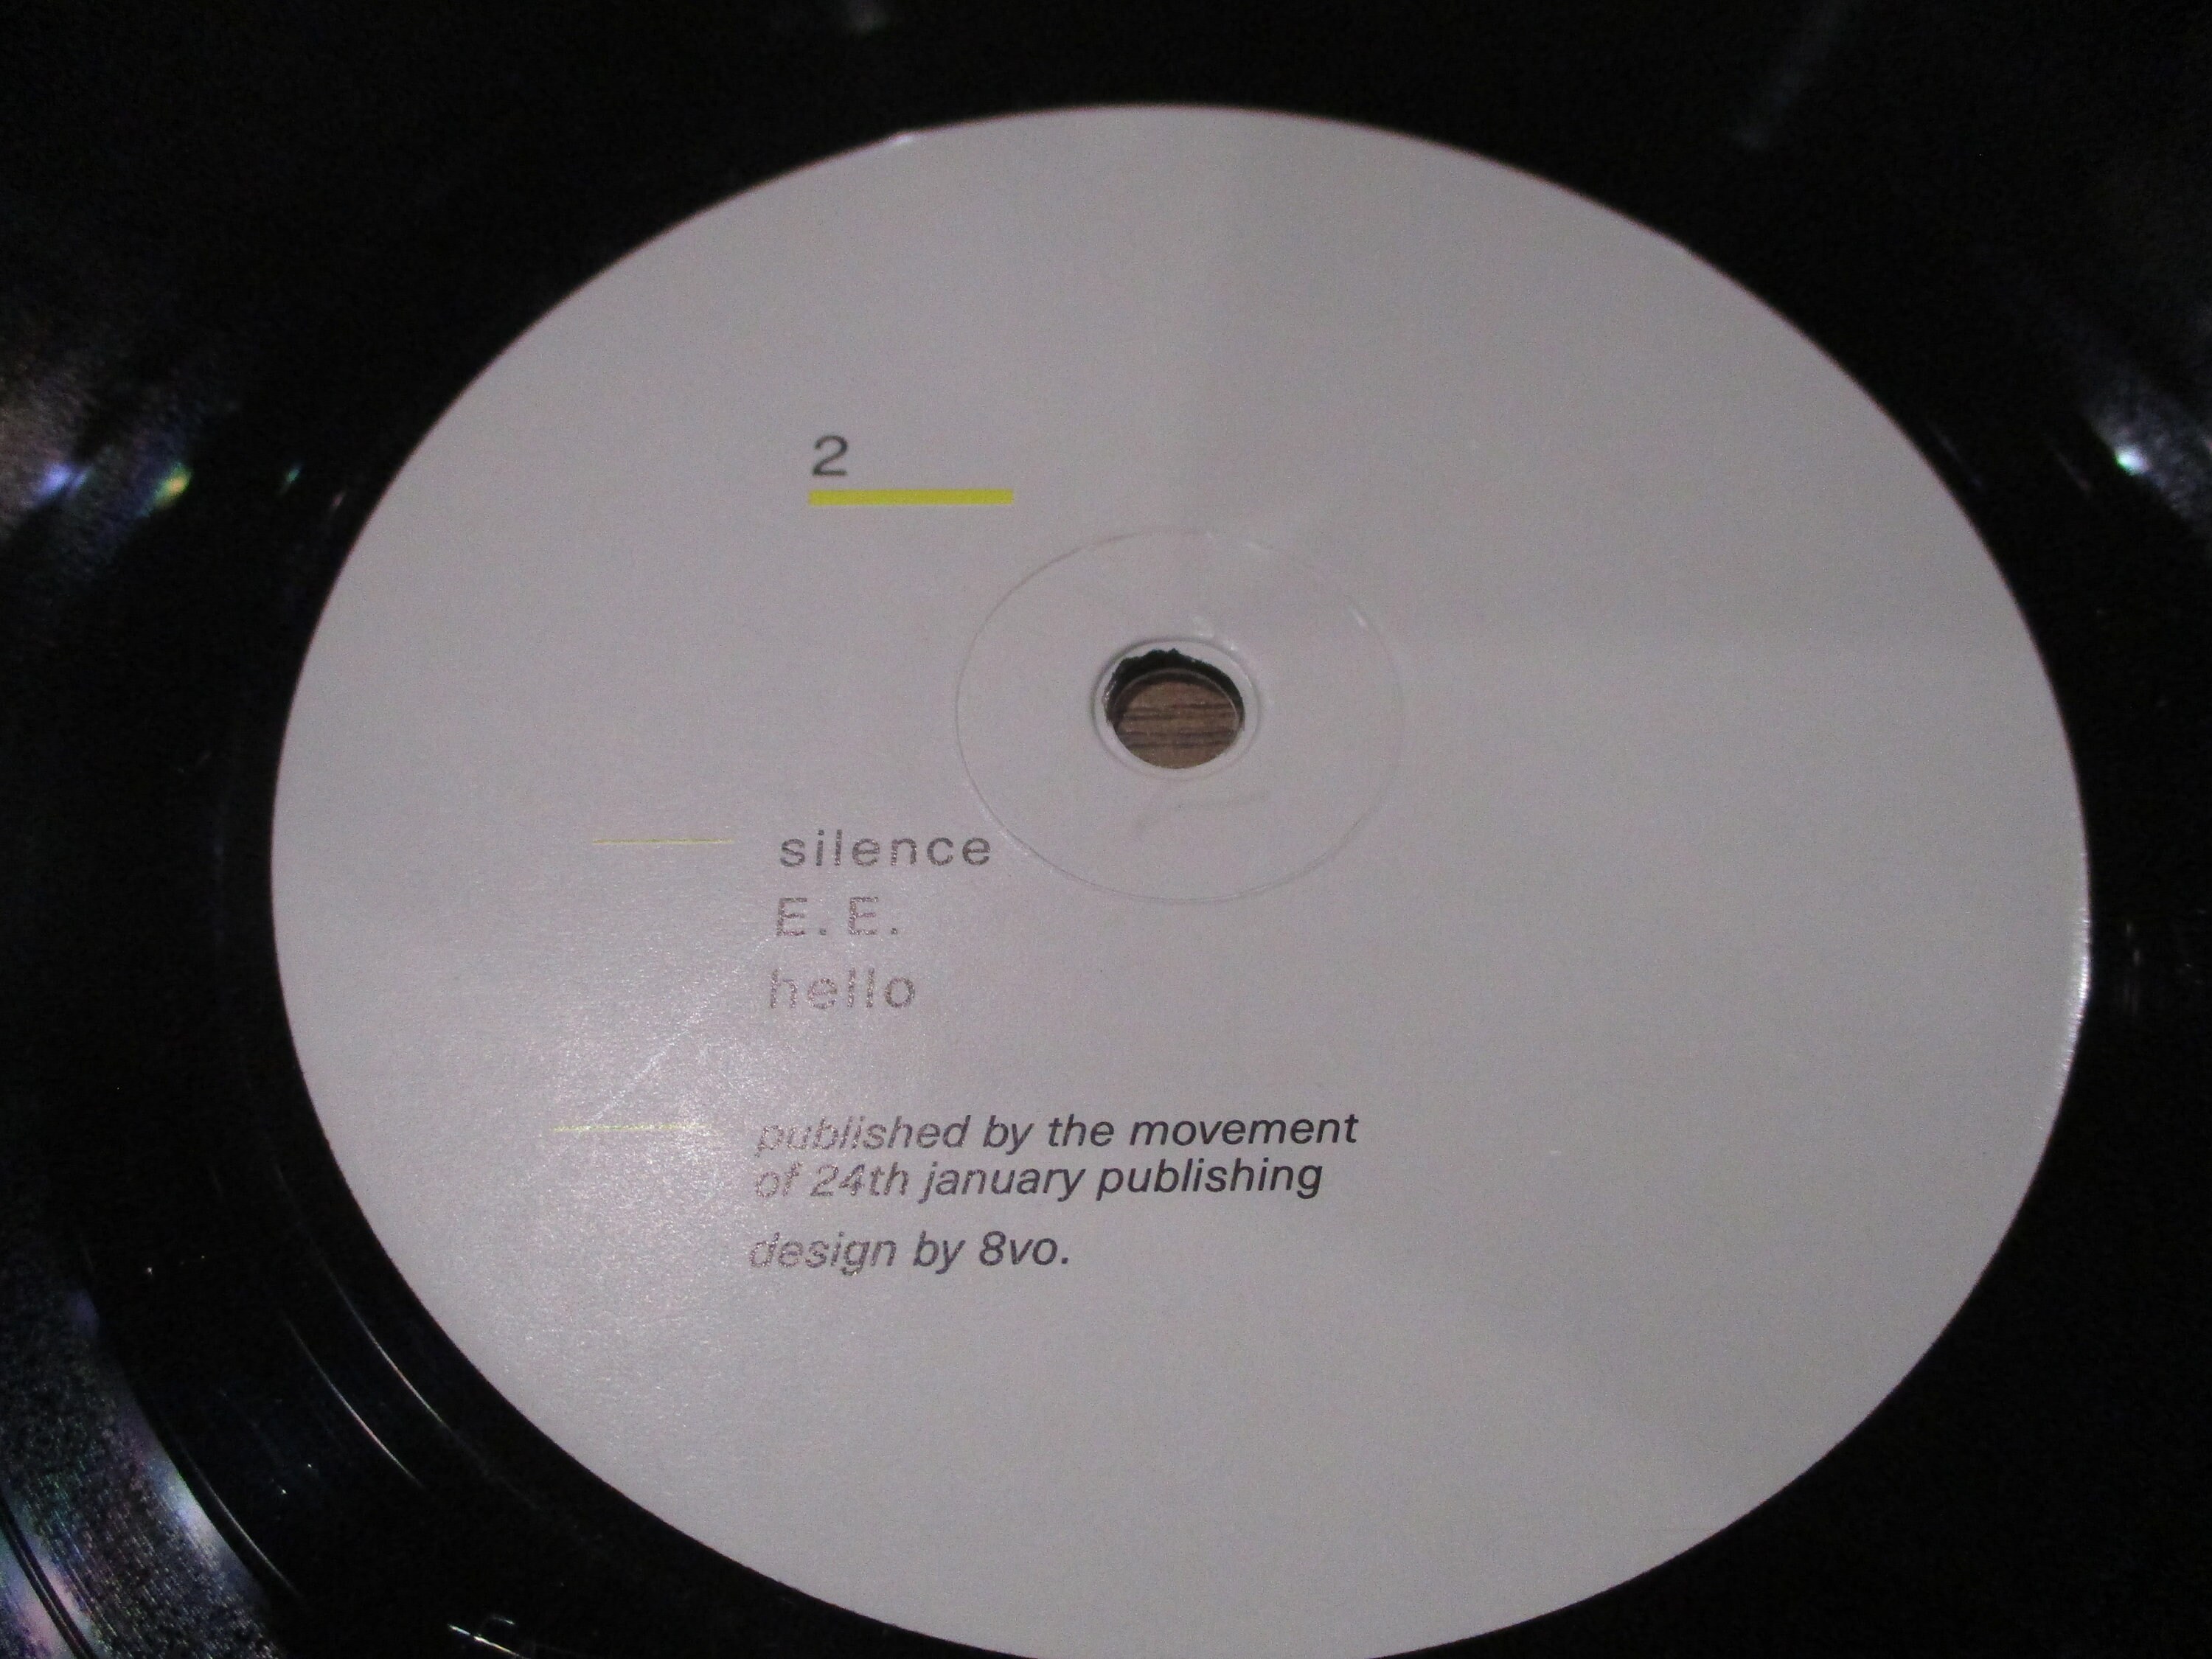 2
silence
E.E.
hello
published by the movement
of 24th january publishing
design by 8vo.